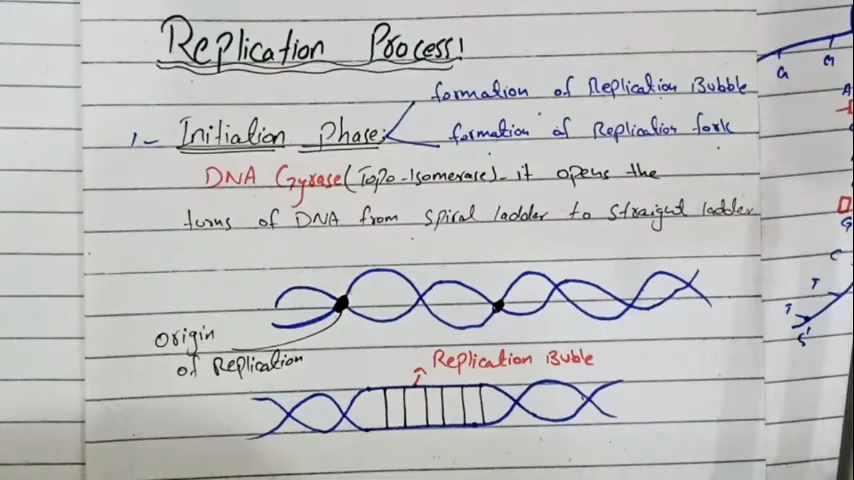 Replication Process!
formation of Replication Bubble
1- Initiation Phase:
formation of Replication fork
DNA Gyrase (Topo-Isomerase)- it opens the
turns of DNA from spiral ladder to straight ladder
origin
of Replication
Replication Buble
G
A
G
C
T
T
5'